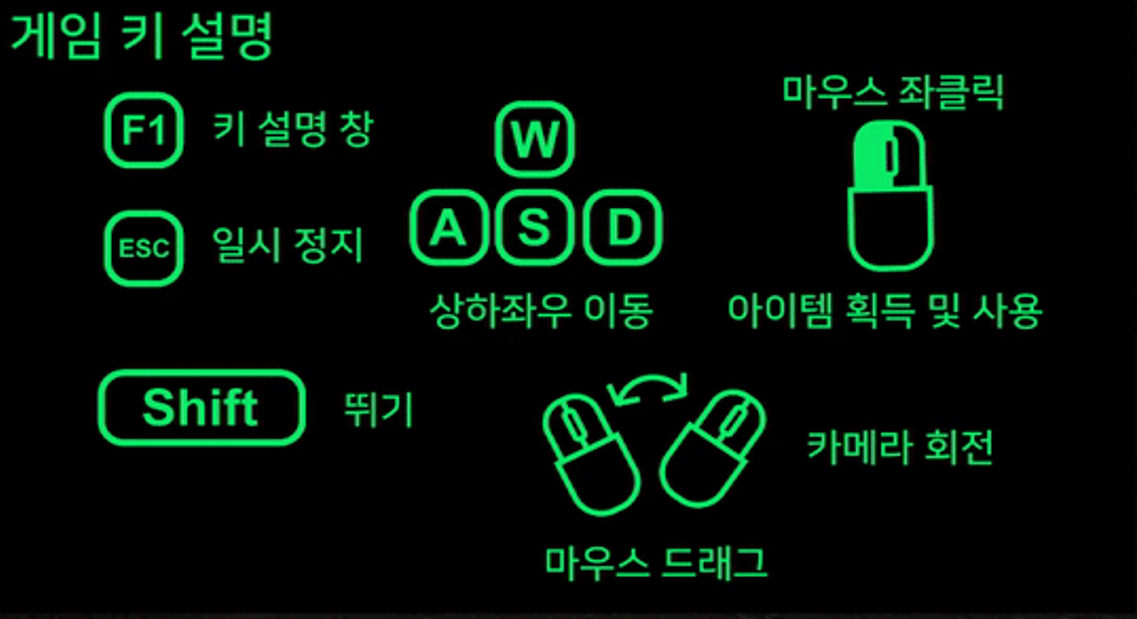 게임 키 설명
F1 키 설명 창
ESC 일시 정지
W
A S D
상하좌우 이동
마우스 좌클릭
아이템 획득 및 사용
Shift 뛰기
카메라 회전
마우스 드래그